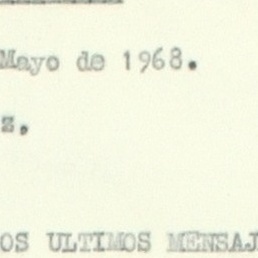 Mayo de 1968.
z,
OS ULTIMOS MENSAJ